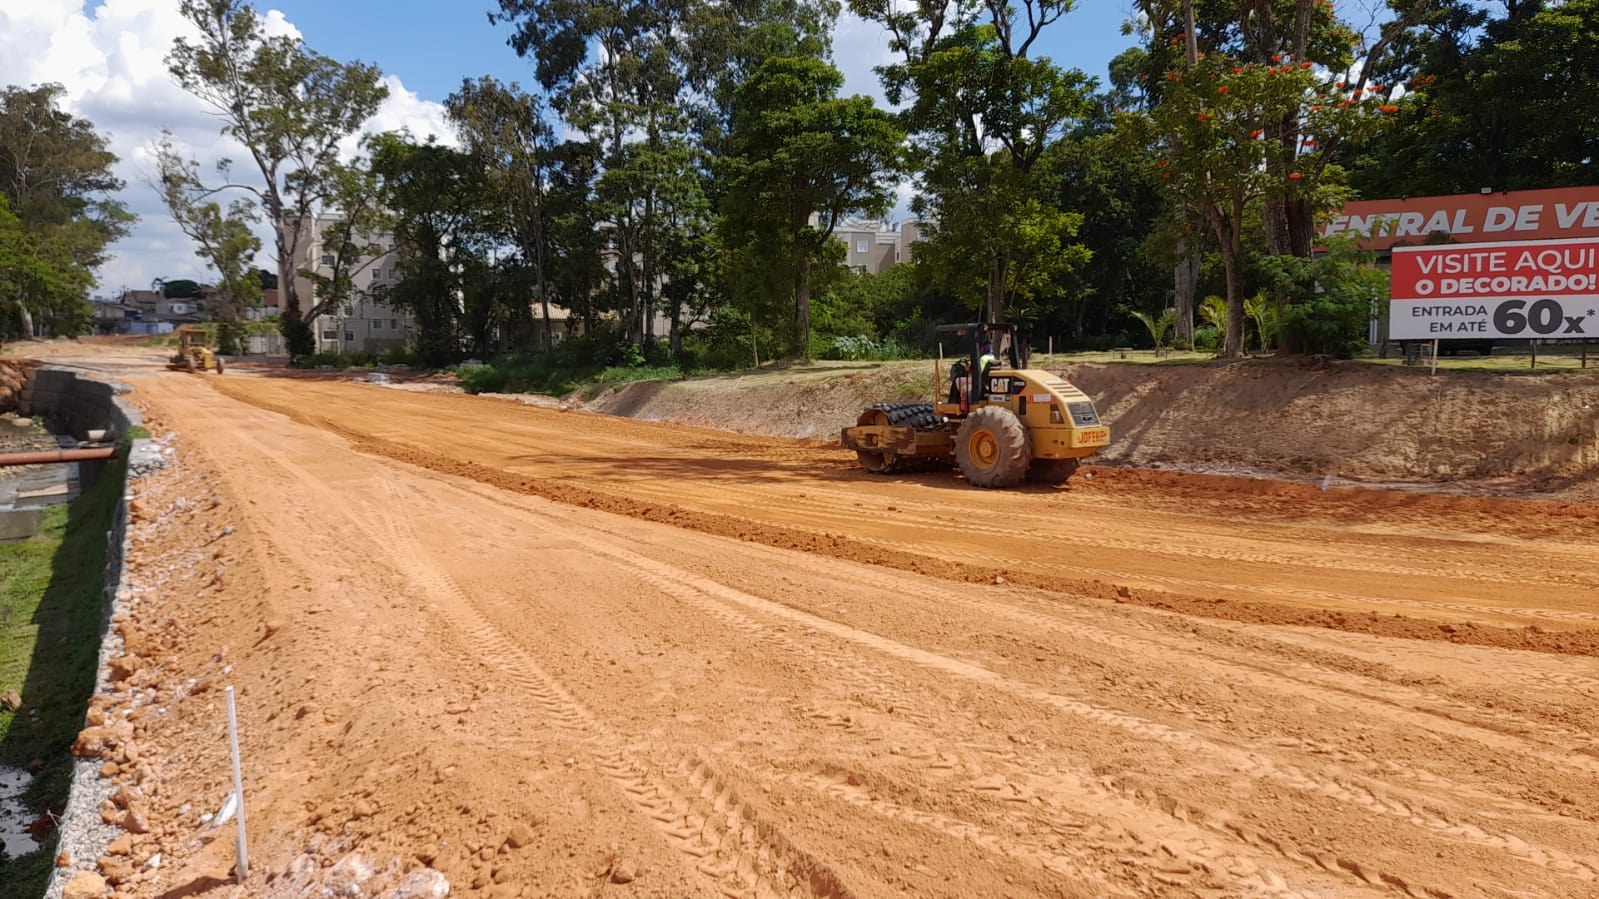 ENTRAL DE VE
VISITE AQUI
O DECORADO!
ENTRADA
EM ATÉ 60x*
CAT